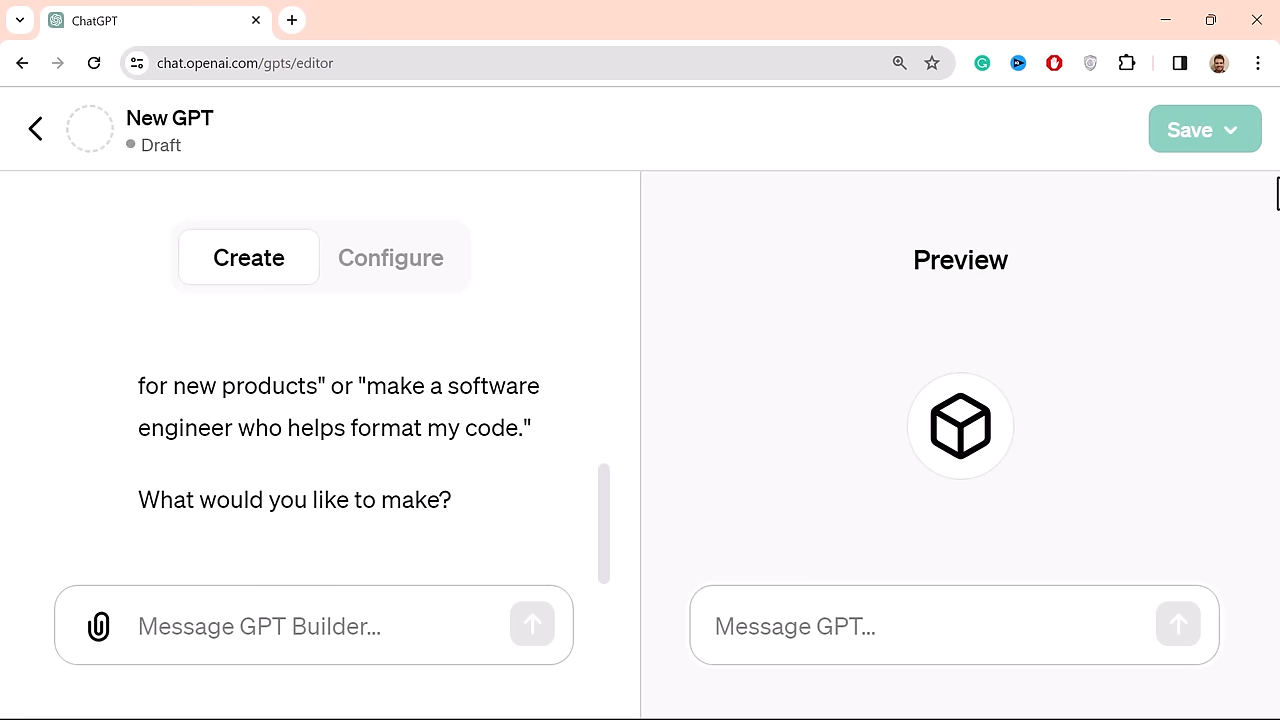 ChatGPT
chat.openai.com/gpts/editor
New GPT
Draft
Save
Create
Configure
Preview
for new products" or "make a software
engineer who helps format my code."
What would you like to make?
Message GPT Builder...
Message GPT...